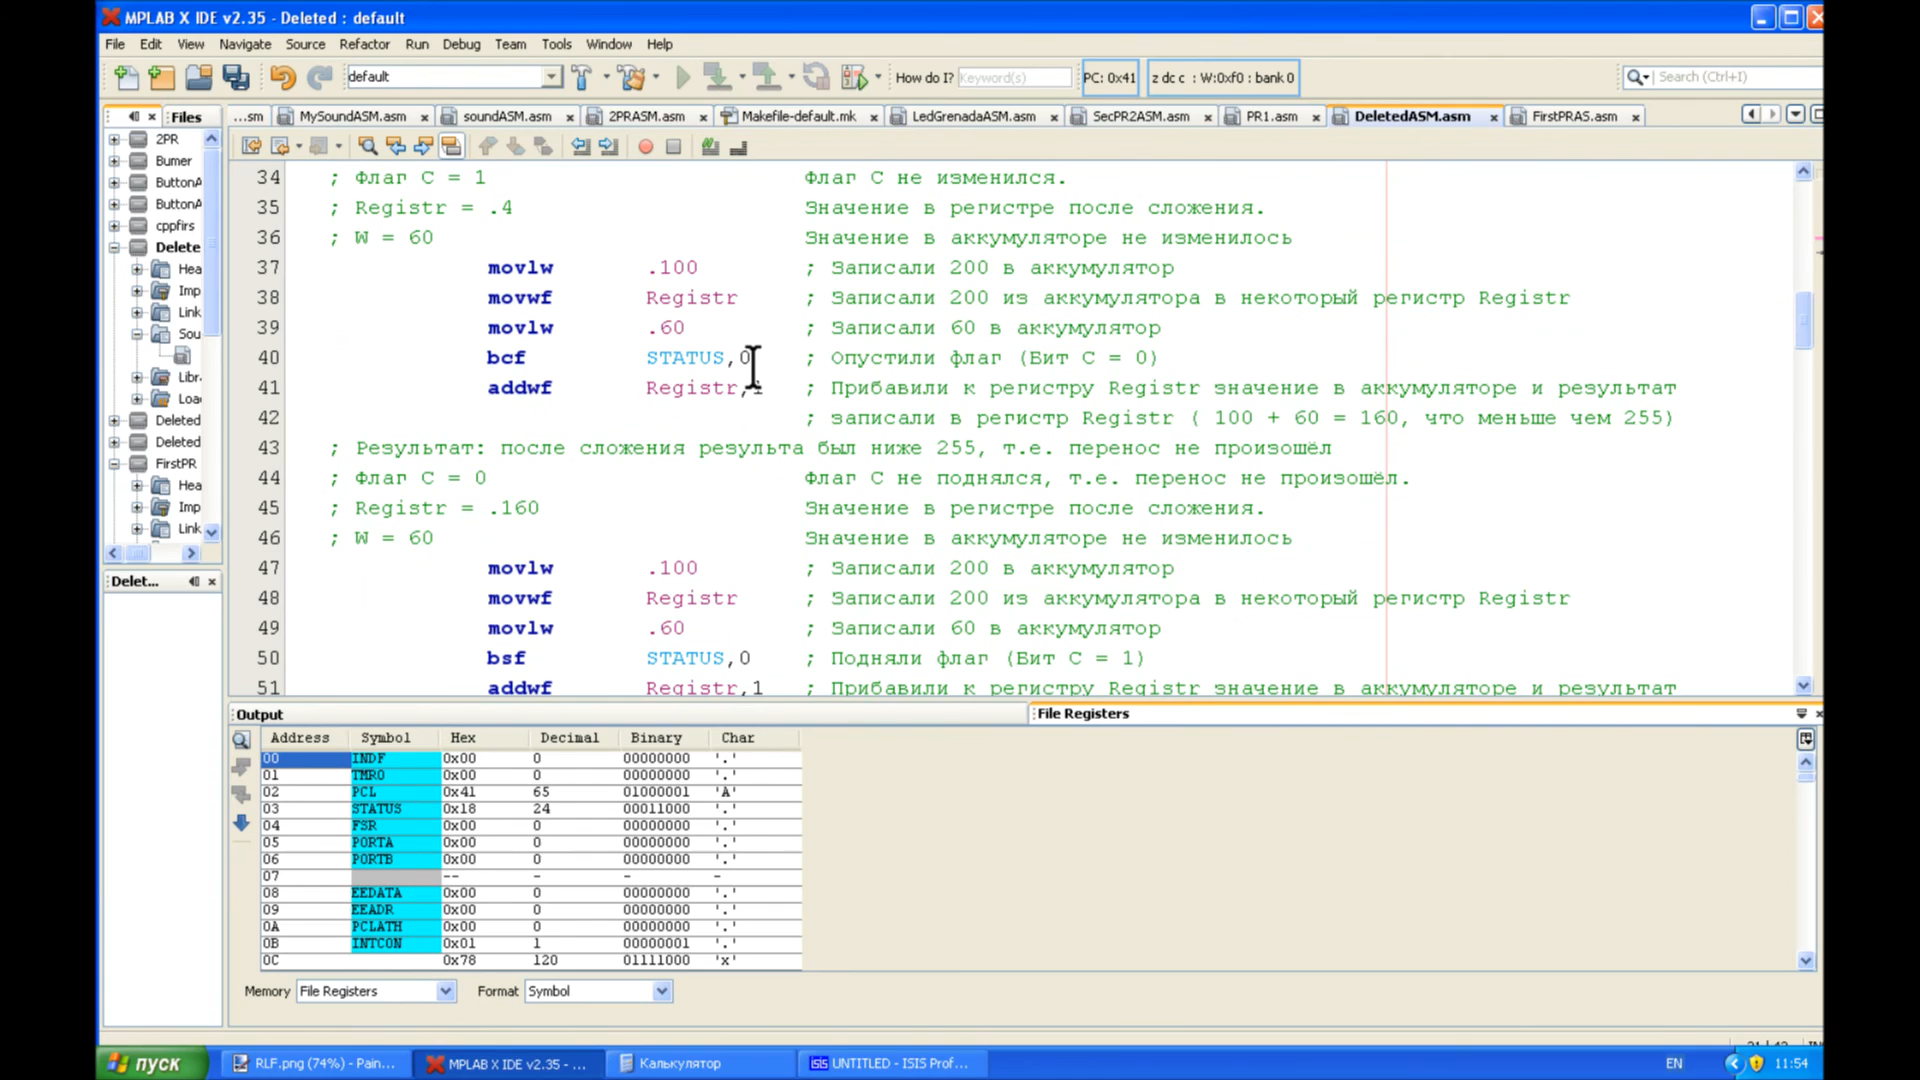 MPLAB X IDE v2.35 - Deleted : default
File Edit View Navigate Source Refactor Run Debug Team Tools Window Help
default How do I? Keyword(s) PC: 0x41 z dc c : W:0xf0 : bank 0 Search (Ctrl+I)
Files ...sm MySoundASM.asm soundASM.asm 2PRASM.asm Makefile-default.mk LedGrenadaASM.asm SecPR2ASM.asm PR1.asm DeletedASM.asm FirstPRAS.asm
2PR
Bumer
ButtonA
ButtonA
cppfirs
Delete
Hea
Imp
Link
Sou
Libr
Loa
Deleted
Deleted
FirstPR
Hea
Imp
Link
Delet...
34 ; Флаг C = 1 Флаг C не изменился.
35 ; Registr = .4 Значение в регистре после сложения.
36 ; W = 60 Значение в аккумуляторе не изменилось
37 movlw .100 ; Записали 200 в аккумулятор
38 movwf Registr ; Записали 200 из аккумулятора в некоторый регистр Registr
39 movlw .60 ; Записали 60 в аккумулятор
40 bcf STATUS,0 ; Опустили флаг (Бит C = 0)
41 addwf Registr,1 ; Прибавили к регистру Registr значение в аккумуляторе и результат
42 ; записали в регистр Registr ( 100 + 60 = 160, что меньше чем 255)
43 ; Результат: после сложения результа был ниже 255, т.е. перенос не произошёл
44 ; Флаг C = 0 Флаг C не поднялся, т.е. перенос не произошёл.
45 ; Registr = .160 Значение в регистре после сложения.
46 ; W = 60 Значение в аккумуляторе не изменилось
47 movlw .100 ; Записали 200 в аккумулятор
48 movwf Registr ; Записали 200 из аккумулятора в некоторый регистр Registr
49 movlw .60 ; Записали 60 в аккумулятор
50 bsf STATUS,0 ; Подняли флаг (Бит C = 1)
51 addwf Registr,1 ; Прибавили к регистру Registr значение в аккумуляторе и результат
Output File Registers
Address Symbol Hex Decimal Binary Char
00 INDF 0x00 0 00000000 '.'
01 TMR0 0x00 0 00000000 '.'
02 PCL 0x41 65 01000001 'A'
03 STATUS 0x18 24 00011000 '.'
04 FSR 0x00 0 00000000 '.'
05 PORTA 0x00 0 00000000 '.'
06 PORTB 0x00 0 00000000 '.'
07 -- - - -
08 EEDATA 0x00 0 00000000 '.'
09 EEADR 0x00 0 00000000 '.'
0A PCLATH 0x00 0 00000000 '.'
0B INTCON 0x01 1 00000001 '.'
0C 0x78 120 01111000 'x'
Memory File Registers Format Symbol
пуск RLF.png (74%) - Pain... MPLAB X IDE v2.35 - ... Калькулятор UNTITLED - ISIS Prof... EN 11:54